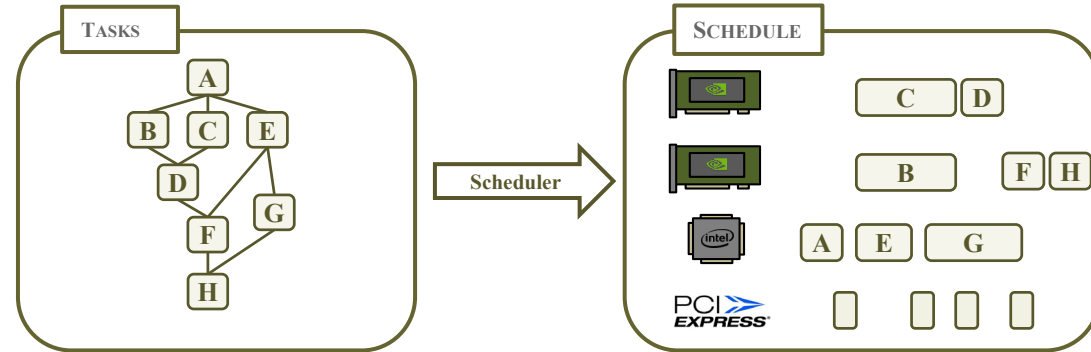 TASKS
A
B C E
D
G
F
H
Scheduler
SCHEDULE
C D
B F H
intel
A E G
PCI
EXPRESS®